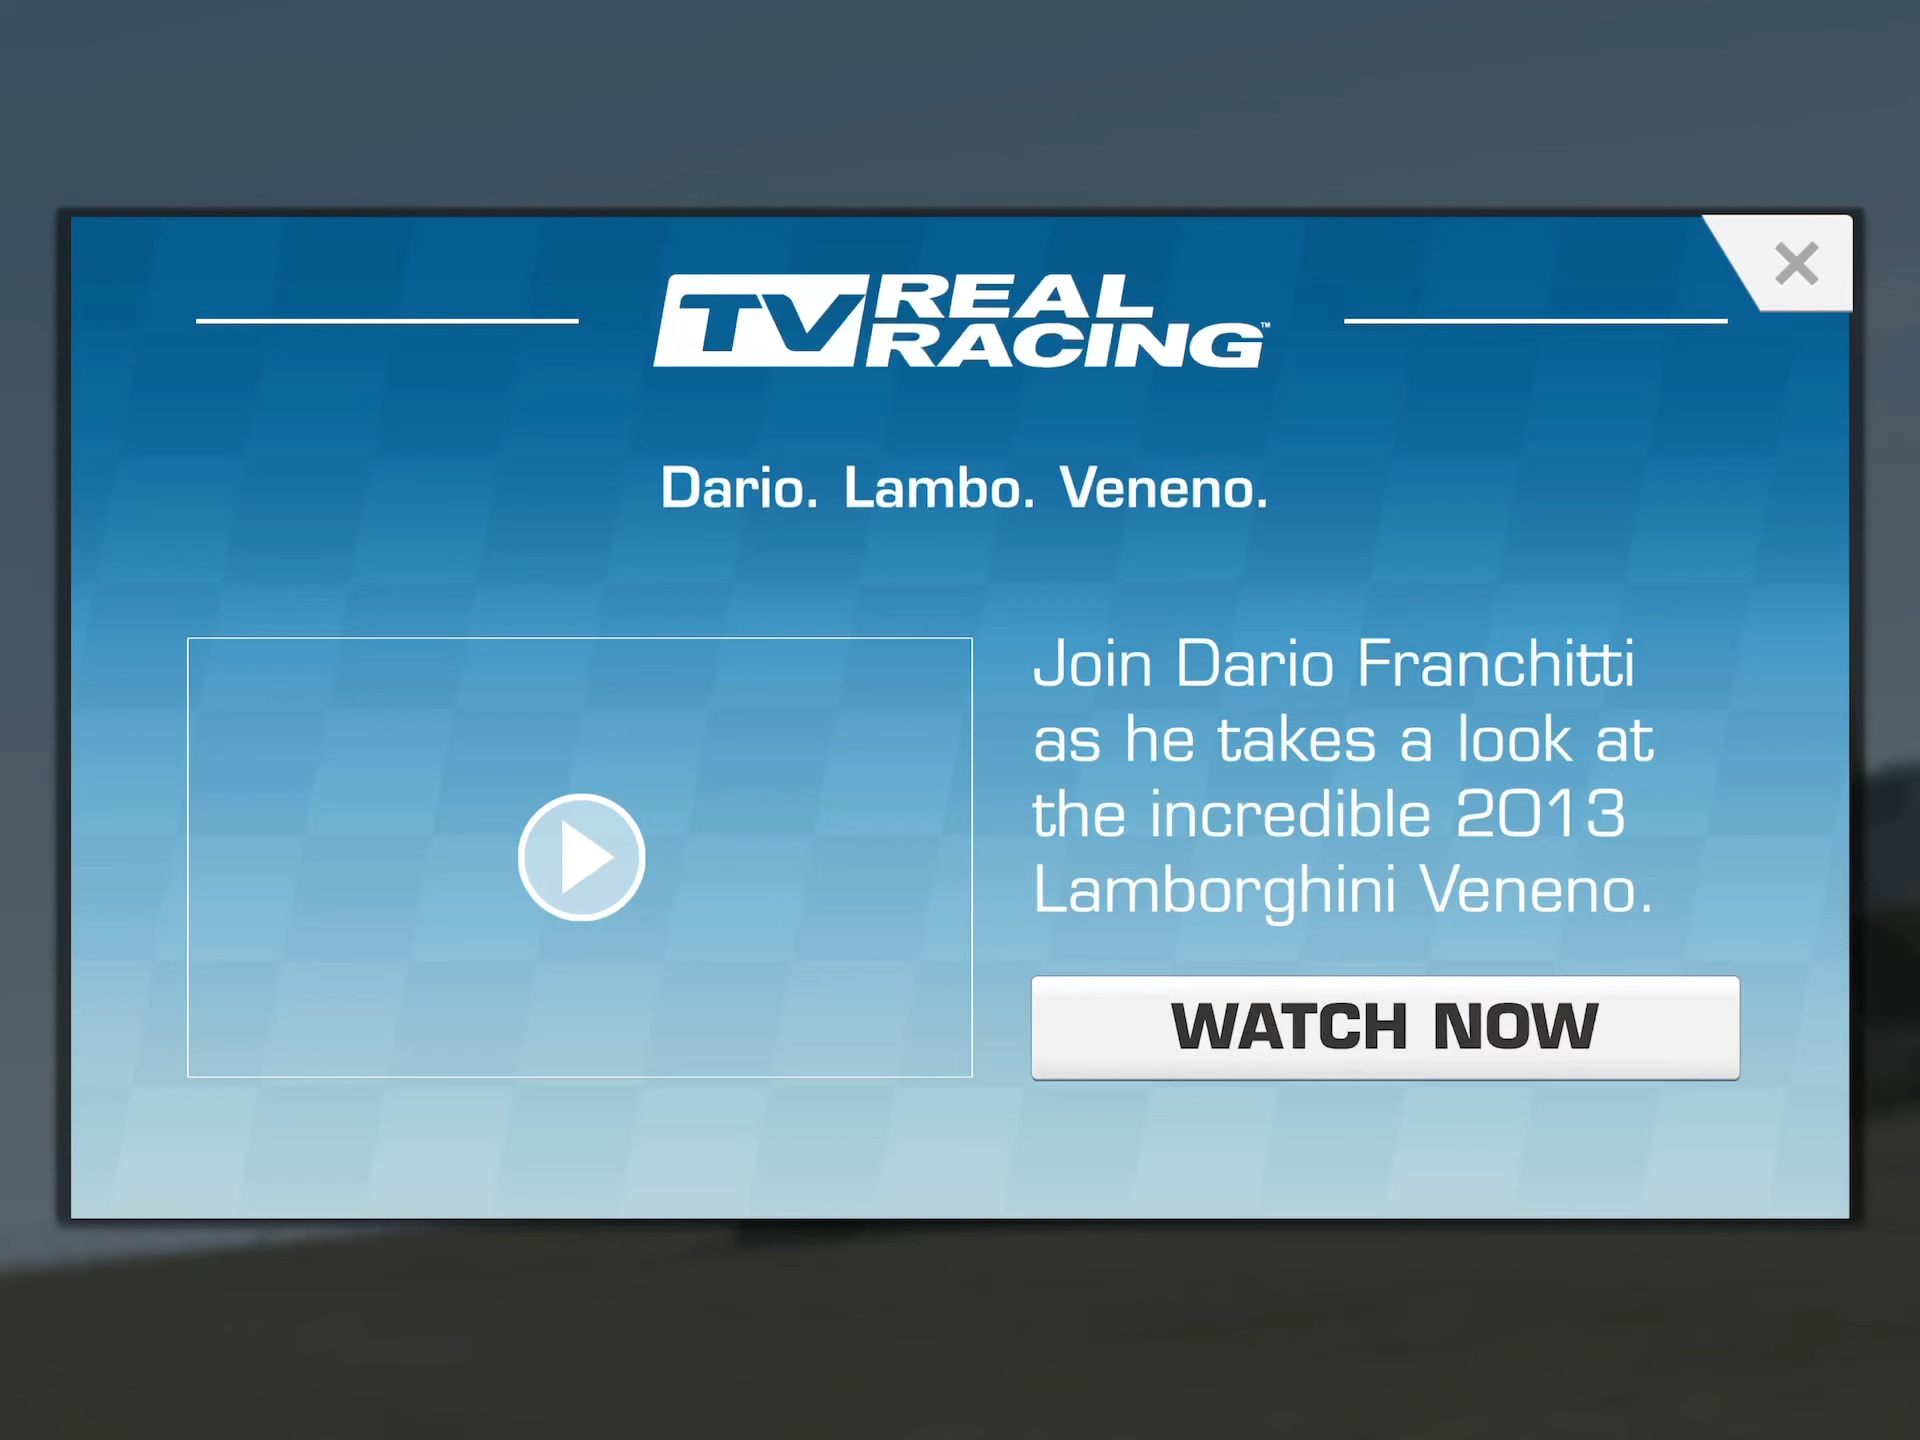 TV REAL
RACING™
Dario. Lambo. Veneno.
Join Dario Franchitti
as he takes a look at
the incredible 2013
Lamborghini Veneno.
WATCH NOW